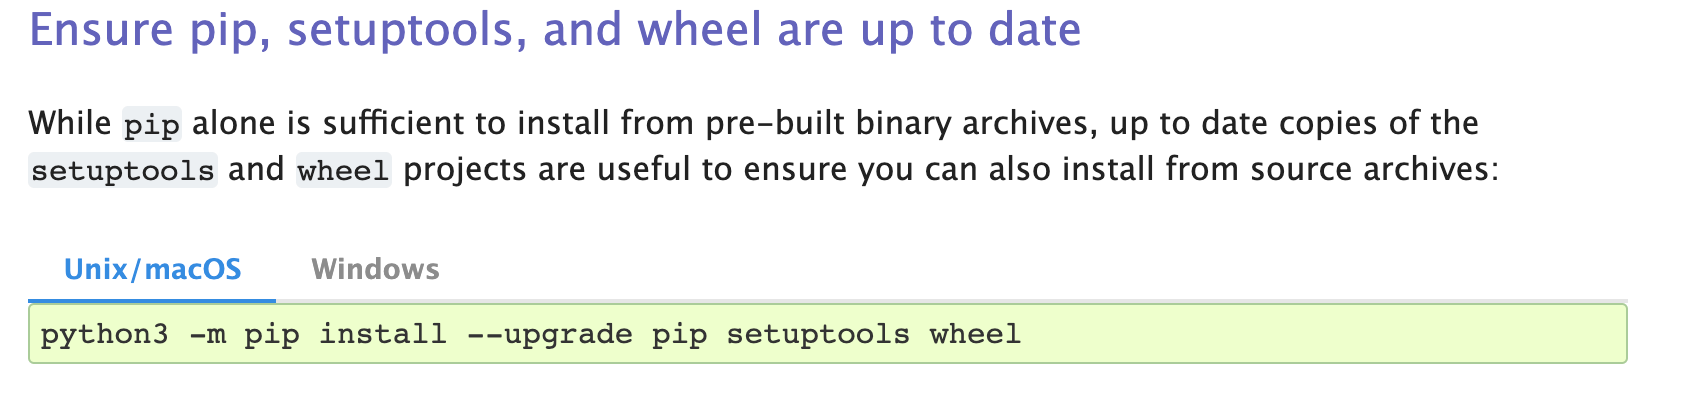 Ensure pip, setuptools, and wheel are up to date
While pip alone is sufficient to install from pre-built binary archives, up to date copies of the
setuptools and wheel projects are useful to ensure you can also install from source archives:
Unix/macOS Windows
python3 -m pip install --upgrade pip setuptools wheel